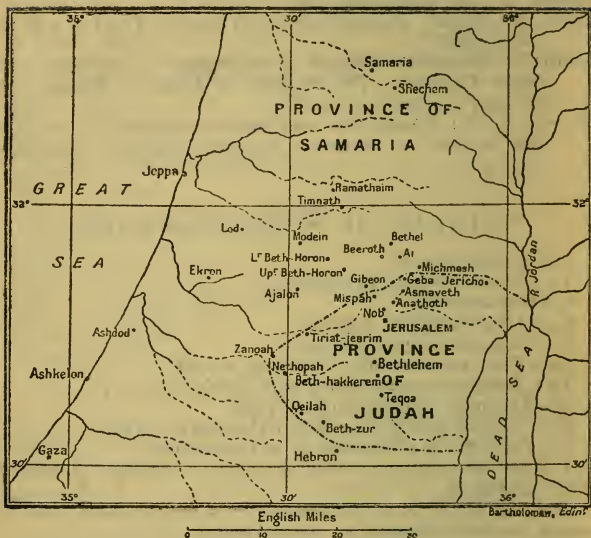 35° 30' 36°
Samaria
Shechem
PROVINCE OF
SAMARIA
Joppa
GREAT
Ramathaim
32° 32°
Timnath
Lod
Modein
Bethel
SEA
Beeroth
Ai
Lr Beth-Horon
Michmash
Ekron
Upr Beth-Horon
Gibeon
Geba
Jericho
R. Jordan
Ajalon
Mispah
Asmaveth
Anathoth
Nob
JERUSALEM
Ashdod
Tiriat-jearim
Zanoah
PROVINCE
Nethopah
Bethlehem
Ashkelon
Beth-hakkerem
OF
Teqoa
DEAD SEA
Qeilah
JUDAH
Beth-zur
Gaza
Hebron
30' 30'
35° 30' 36°
Bartholomew, Edinr.
English Miles
10 0 10 20 30